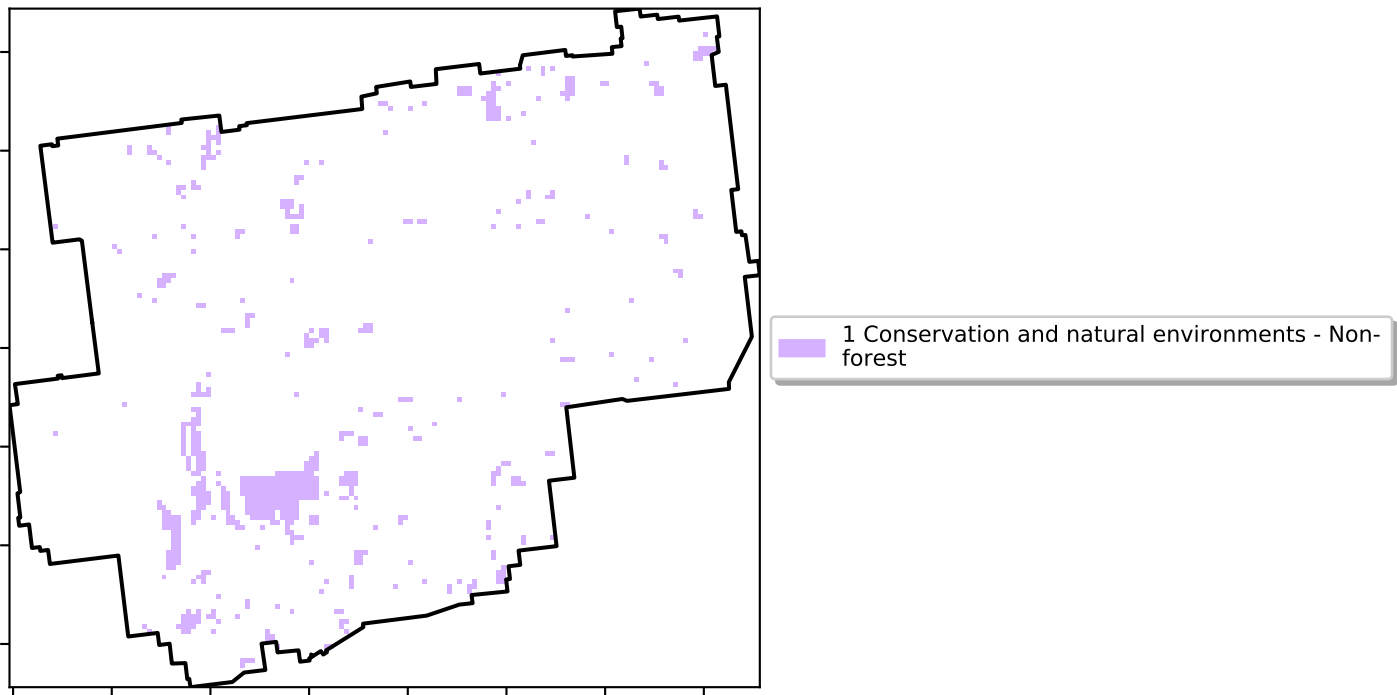 1 Conservation and natural environments - Non-
forest